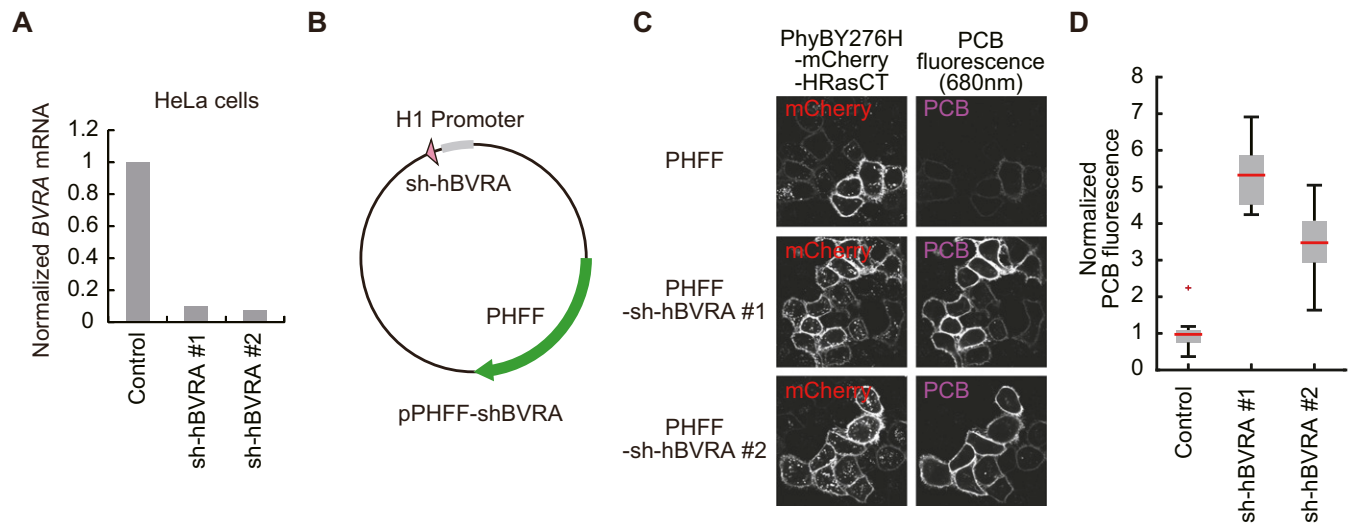 A
HeLa cells
Normalized BVRA mRNA
1.2
1
0.8
0.6
0.4
0.2
0
Control
sh-hBVRA #1
sh-hBVRA #2
B
H1 Promoter
sh-hBVRA
PHFF
pPHFF-shBVRA
C
PhyBY276H
-mCherry
-HRasCT
PCB
fluorescence
(680nm)
PHFF
mCherry
PCB
PHFF
-sh-hBVRA #1
mCherry
PCB
PHFF
-sh-hBVRA #2
mCherry
PCB
D
Normalized
PCB fluorescence
8
7
6
5
4
3
2
1
0
Control
sh-hBVRA #1
sh-hBVRA #2